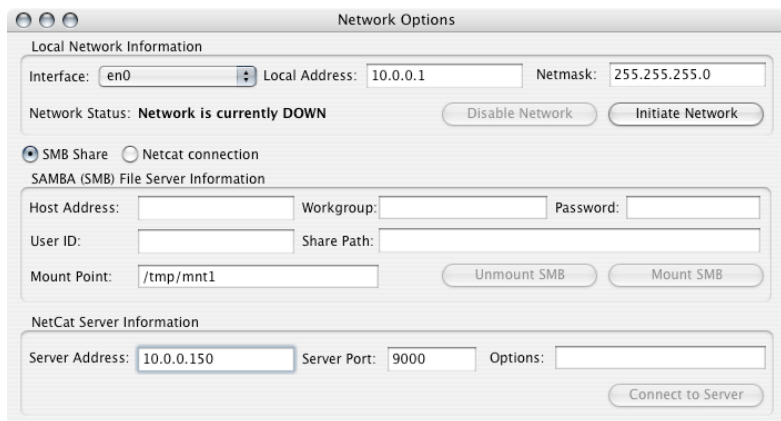 Network Options
Local Network Information
Interface: en0 Local Address: 10.0.0.1 Netmask: 255.255.255.0
Network Status: Network is currently DOWN Disable Network Initiate Network
SMB Share Netcat connection
SAMBA (SMB) File Server Information
Host Address: Workgroup: Password:
User ID: Share Path:
Mount Point: /tmp/mnt1 Unmount SMB Mount SMB
NetCat Server Information
Server Address: 10.0.0.150 Server Port: 9000 Options:
Connect to Server